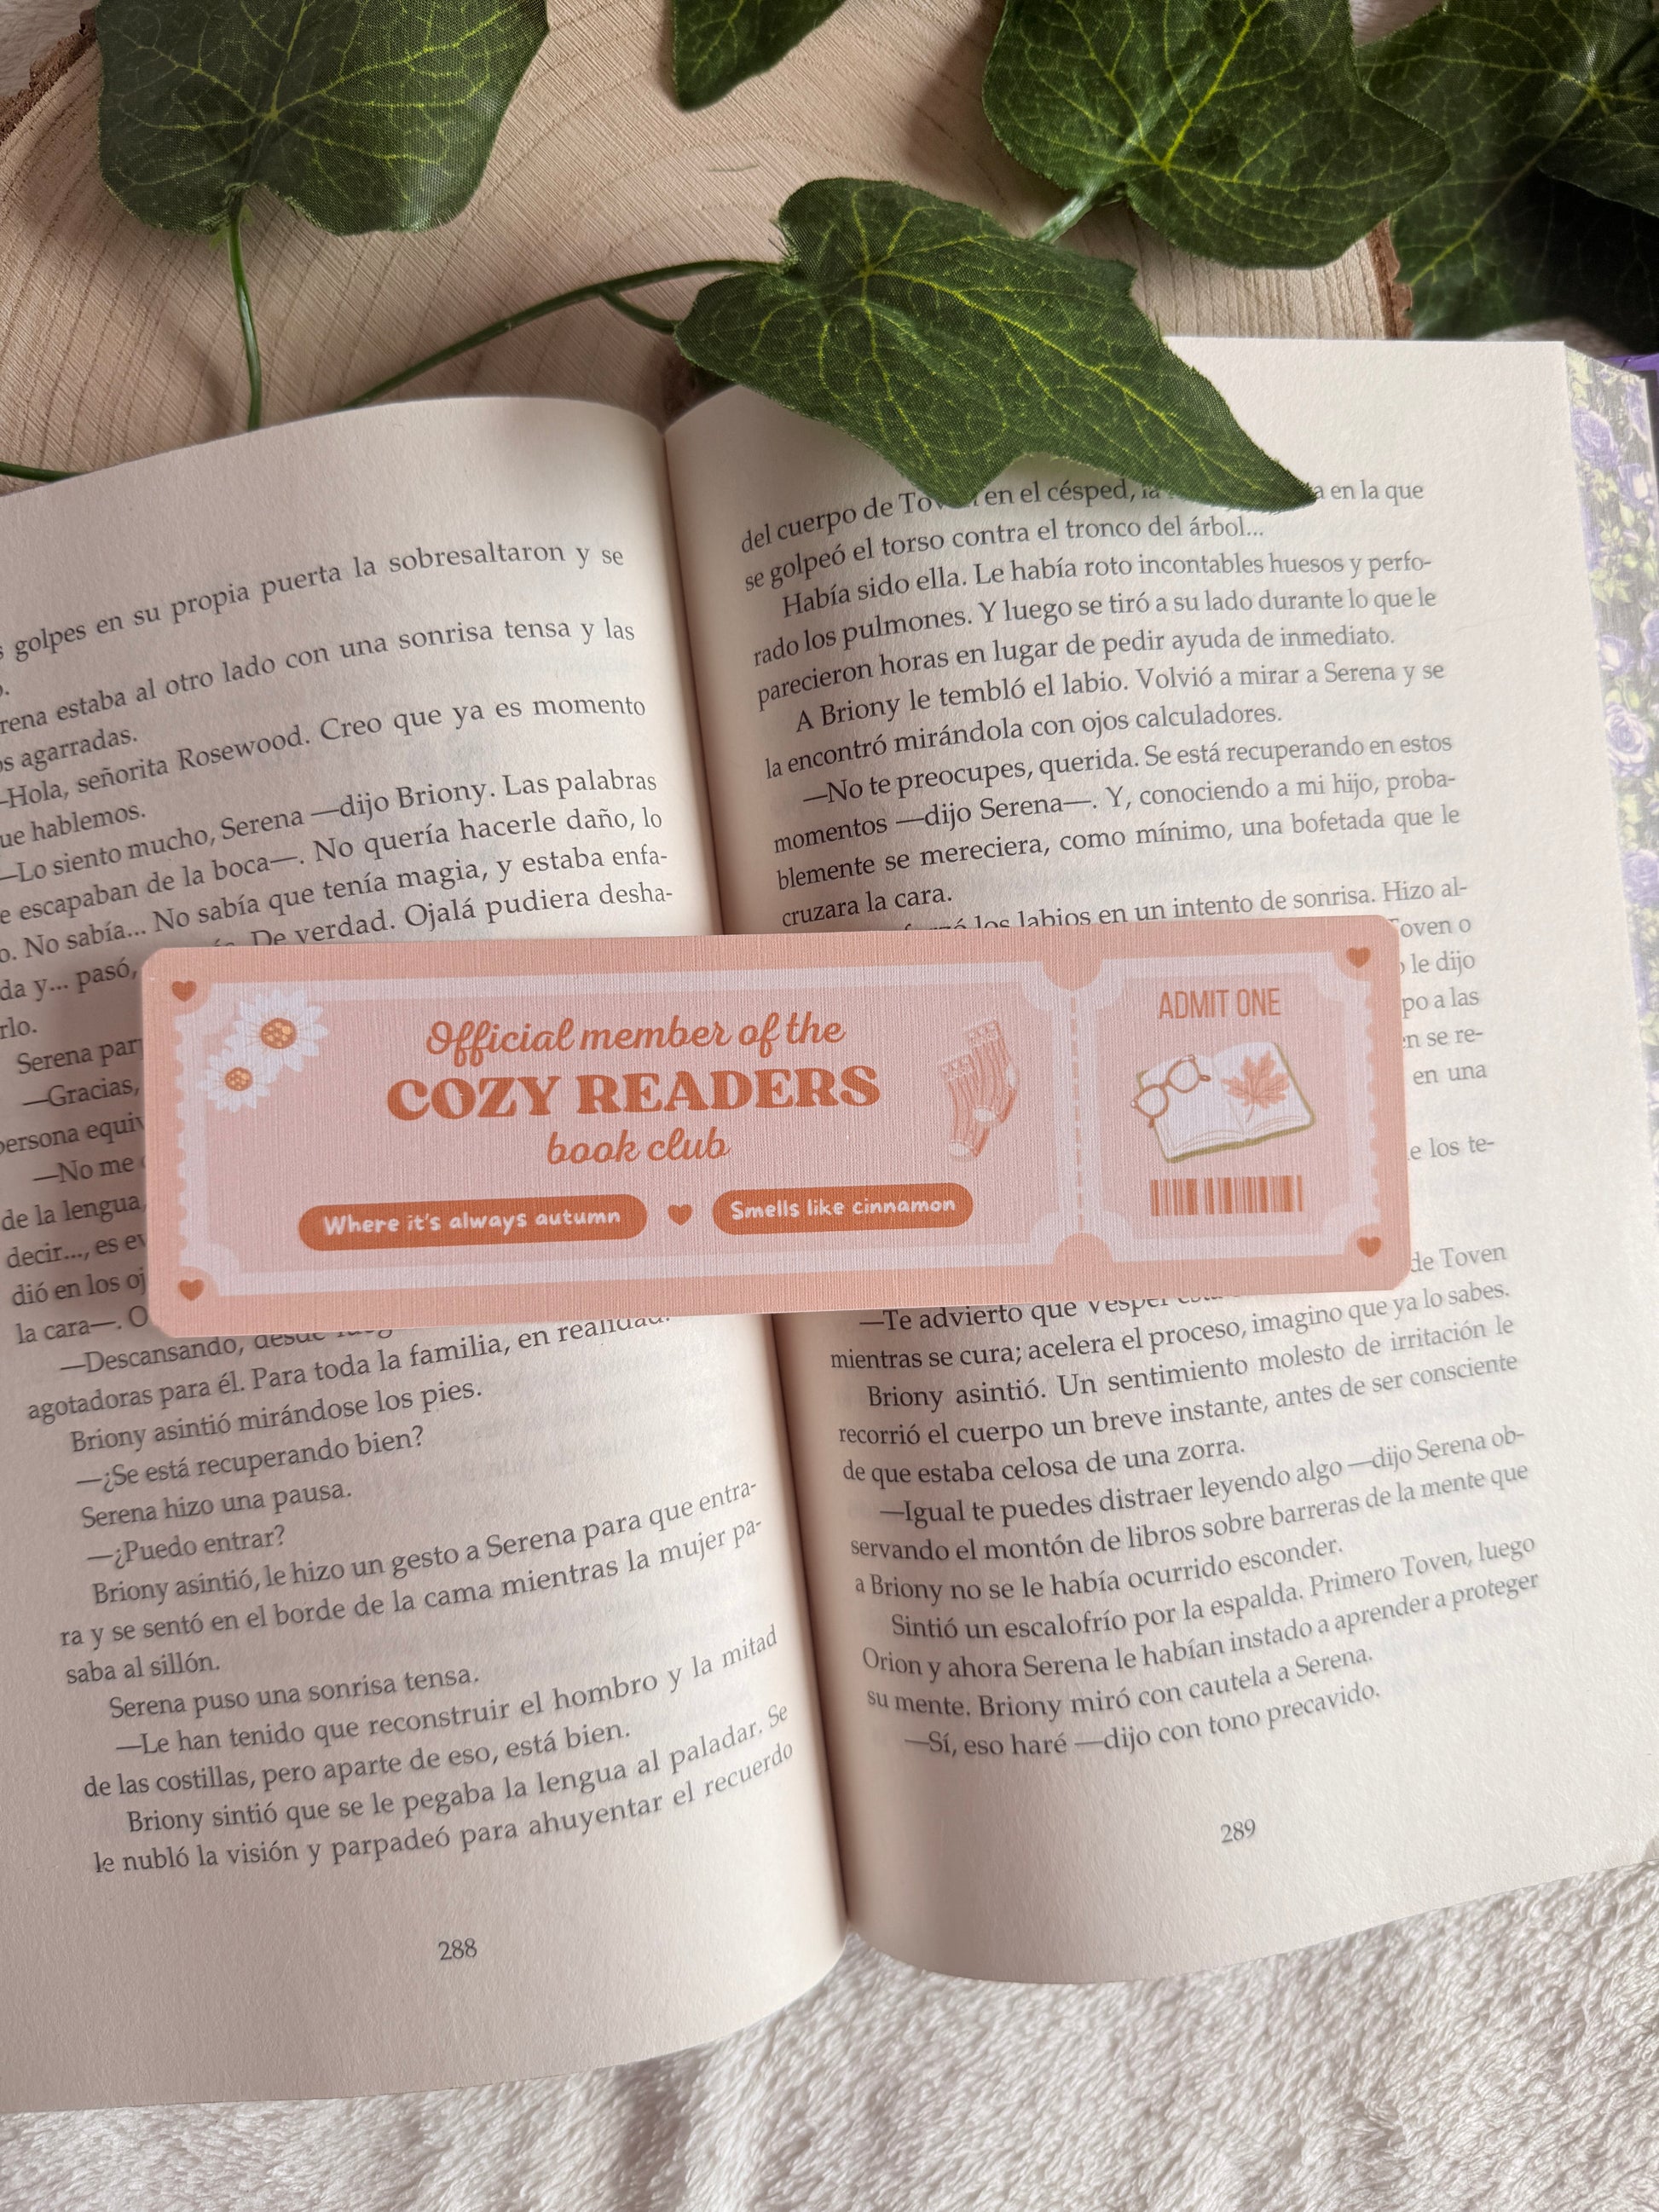 golpes en su propia puerta la sobresaltaron y se
estaba al otro lado con una sonrisa tensa y las
agarradas.
—Hola, señorita Rosewood. Creo que ya es momento
hablemos.
—Lo siento mucho, Serena —dijo Briony. Las palabras
escapaban de la boca—. No quería hacerle daño, lo
No sabía... No sabía que tenía magia, y estaba enfa-
y... pasó, De verdad. Ojalá pudiera desha-
Serena
—Gracias,
persona
—No me
de la lengua,
decir..., es
dió en los
la cara—.
—Descansando, desde
agotadoras para él. Para toda la familia, en realidad.
Briony asintió mirándose los pies.
—¿Se está recuperando bien?
Serena hizo una pausa.
—¿Puedo entrar?
Briony asintió, le hizo un gesto a Serena para que entra-
ra y se sentó en el borde de la cama mientras la mujer pa-
saba al sillón.
Serena puso una sonrisa tensa.
—Le han tenido que reconstruir el hombro y la mitad
de las costillas, pero aparte de eso, está bien.
Briony sintió que se le pegaba la lengua al paladar. Se
le nubló la visión y parpadeó para ahuyentar el recuerdo
288
del cuerpo de en el césped, en la que
se golpeó el torso contra el tronco del árbol...
Había sido ella. Le había roto incontables huesos y perfo-
rado los pulmones. Y luego se tiró a su lado durante lo que le
parecieron horas en lugar de pedir ayuda de inmediato.
A Briony le tembló el labio. Volvió a mirar a Serena y se
la encontró mirándola con ojos calculadores.
—No te preocupes, querida. Se está recuperando en estos
momentos —dijo Serena—. Y, conociendo a mi hijo, proba-
blemente se mereciera, como mínimo, una bofetada que le
cruzara la cara.
los labios en un intento de sonrisa. Hizo al-
Toven o
le dijo
a las
se re-
en una
los te-
de Toven
—Te advierto que Vesper
mientras se cura; acelera el proceso, imagino que ya lo sabes.
Briony asintió. Un sentimiento molesto de irritación le
recorrió el cuerpo un breve instante, antes de ser consciente
de que estaba celosa de una zorra.
—Igual te puedes distraer leyendo algo —dijo Serena ob-
servando el montón de libros sobre barreras de la mente que
a Briony no se le había ocurrido esconder.
Sintió un escalofrío por la espalda. Primero Toven, luego
Orion y ahora Serena le habían instado a aprender a proteger
su mente. Briony miró con cautela a Serena.
—Sí, eso haré —dijo con tono precavido.
289
Official member of the
COZY READERS
book club
Where it's always autumn
Smells like cinnamon
ADMIT ONE